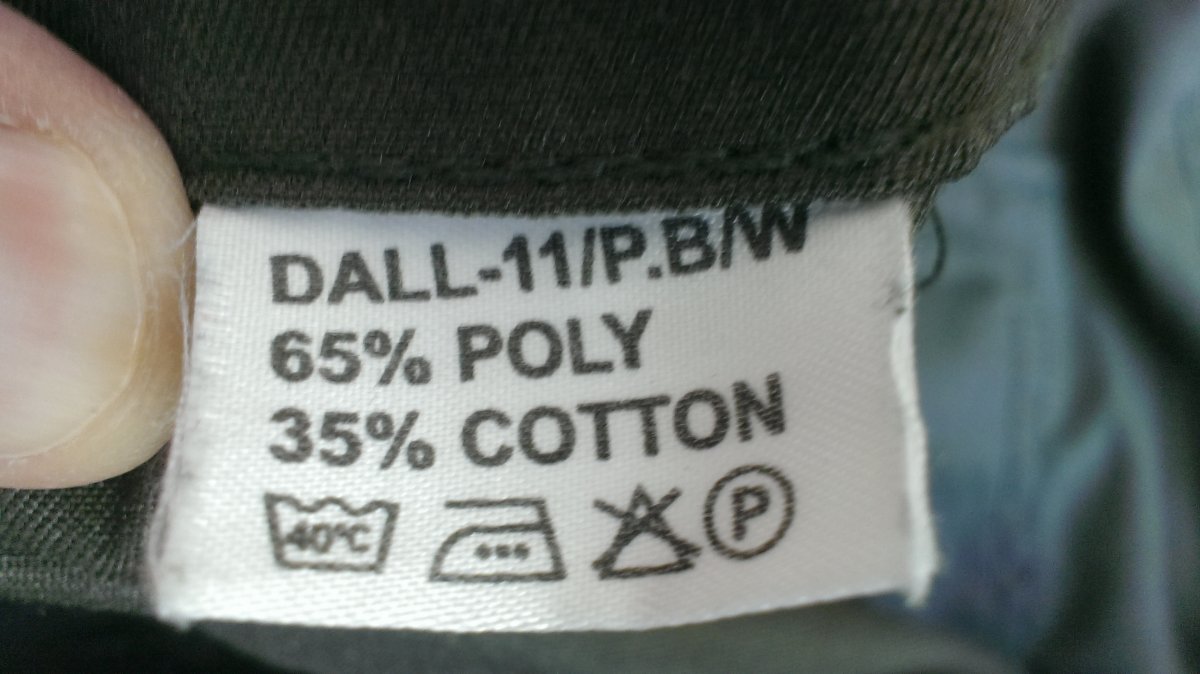 DALL-11/P.B/W
65% POLY
35% COTTON
40°C P